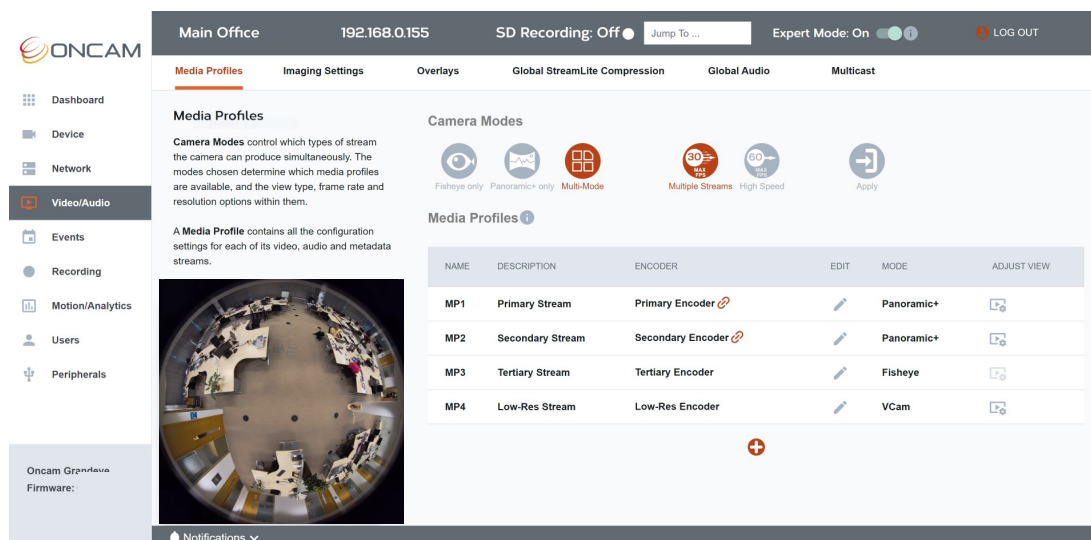 ONCAM
Main Office 192.168.0.155 SD Recording: Off Jump To ... Expert Mode: On i LOG OUT
Media Profiles Imaging Settings Overlays Global StreamLite Compression Global Audio Multicast
Dashboard
Device
Network
Video/Audio
Events
Recording
Motion/Analytics
Users
Peripherals
Oncam Grandeye
Firmware:
Media Profiles
Camera Modes control which types of stream
the camera can produce simultaneously. The
modes chosen determine which media profiles
are available, and the view type, frame rate and
resolution options within them.
A Media Profile contains all the configuration
settings for each of its video, audio and metadata
streams.
Camera Modes
30 MAX FPS 60 MAX FPS
Fisheye only Panoramic+ only Multi-Mode Multiple Streams High Speed Apply
Media Profiles i
NAME DESCRIPTION ENCODER EDIT MODE ADJUST VIEW
MP1 Primary Stream Primary Encoder Panoramic+
MP2 Secondary Stream Secondary Encoder Panoramic+
MP3 Tertiary Stream Tertiary Encoder Fisheye
MP4 Low-Res Stream Low-Res Encoder VCam
Notifications